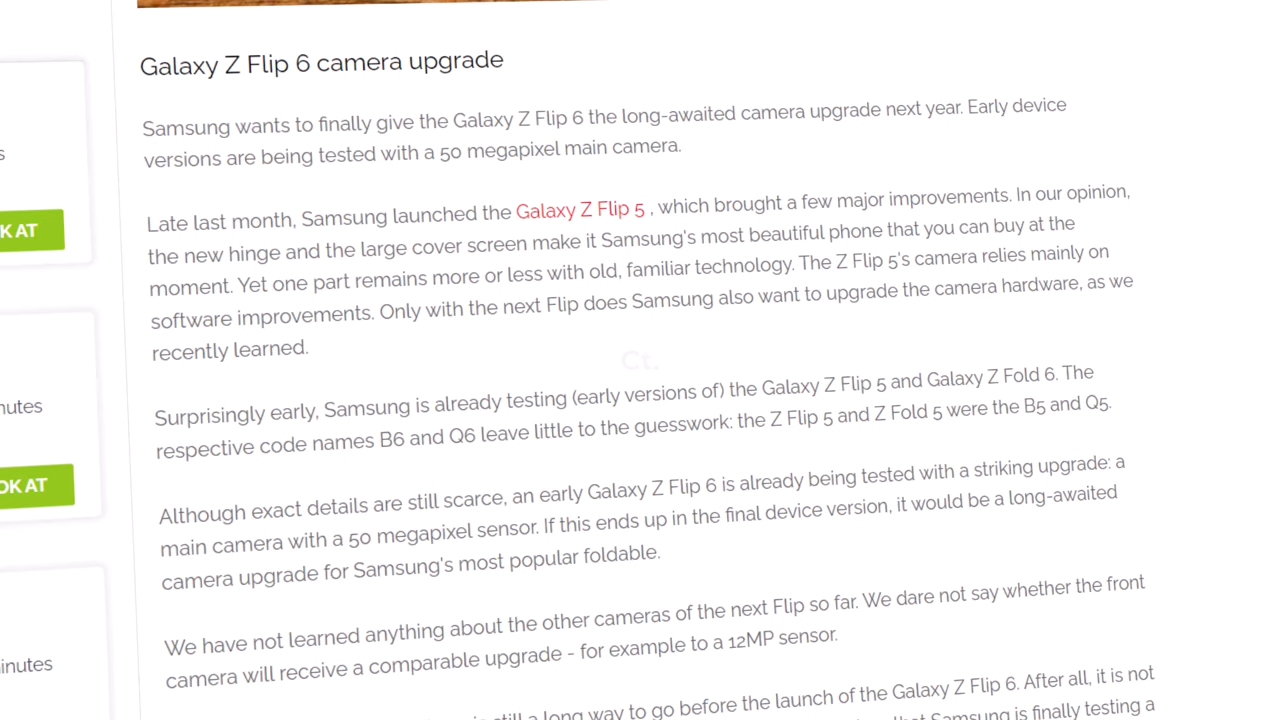 Galaxy Z Flip 6 camera upgrade
Samsung wants to finally give the Galaxy Z Flip 6 the long-awaited camera upgrade next year. Early device
versions are being tested with a 50 megapixel main camera.
Late last month, Samsung launched the Galaxy Z Flip 5 , which brought a few major improvements. In our opinion,
the new hinge and the large cover screen make it Samsung's most beautiful phone that you can buy at the
moment. Yet one part remains more or less with old, familiar technology. The Z Flip 5's camera relies mainly on
software improvements. Only with the next Flip does Samsung also want to upgrade the camera hardware, as we
recently learned.
Ct.
Surprisingly early, Samsung is already testing (early versions of) the Galaxy Z Flip 5 and Galaxy Z Fold 6. The
respective code names B6 and Q6 leave little to the guesswork: the Z Flip 5 and Z Fold 5 were the B5 and Q5.
Although exact details are still scarce, an early Galaxy Z Flip 6 is already being tested with a striking upgrade: a
main camera with a 50 megapixel sensor. If this ends up in the final device version, it would be a long-awaited
camera upgrade for Samsung's most popular foldable.
We have not learned anything about the other cameras of the next Flip so far. We dare not say whether the front
camera will receive a comparable upgrade - for example to a 12MP sensor.
still a long way to go before the launch of the Galaxy Z Flip 6. After all, it is not
Samsung is finally testing a
K AT
OK AT